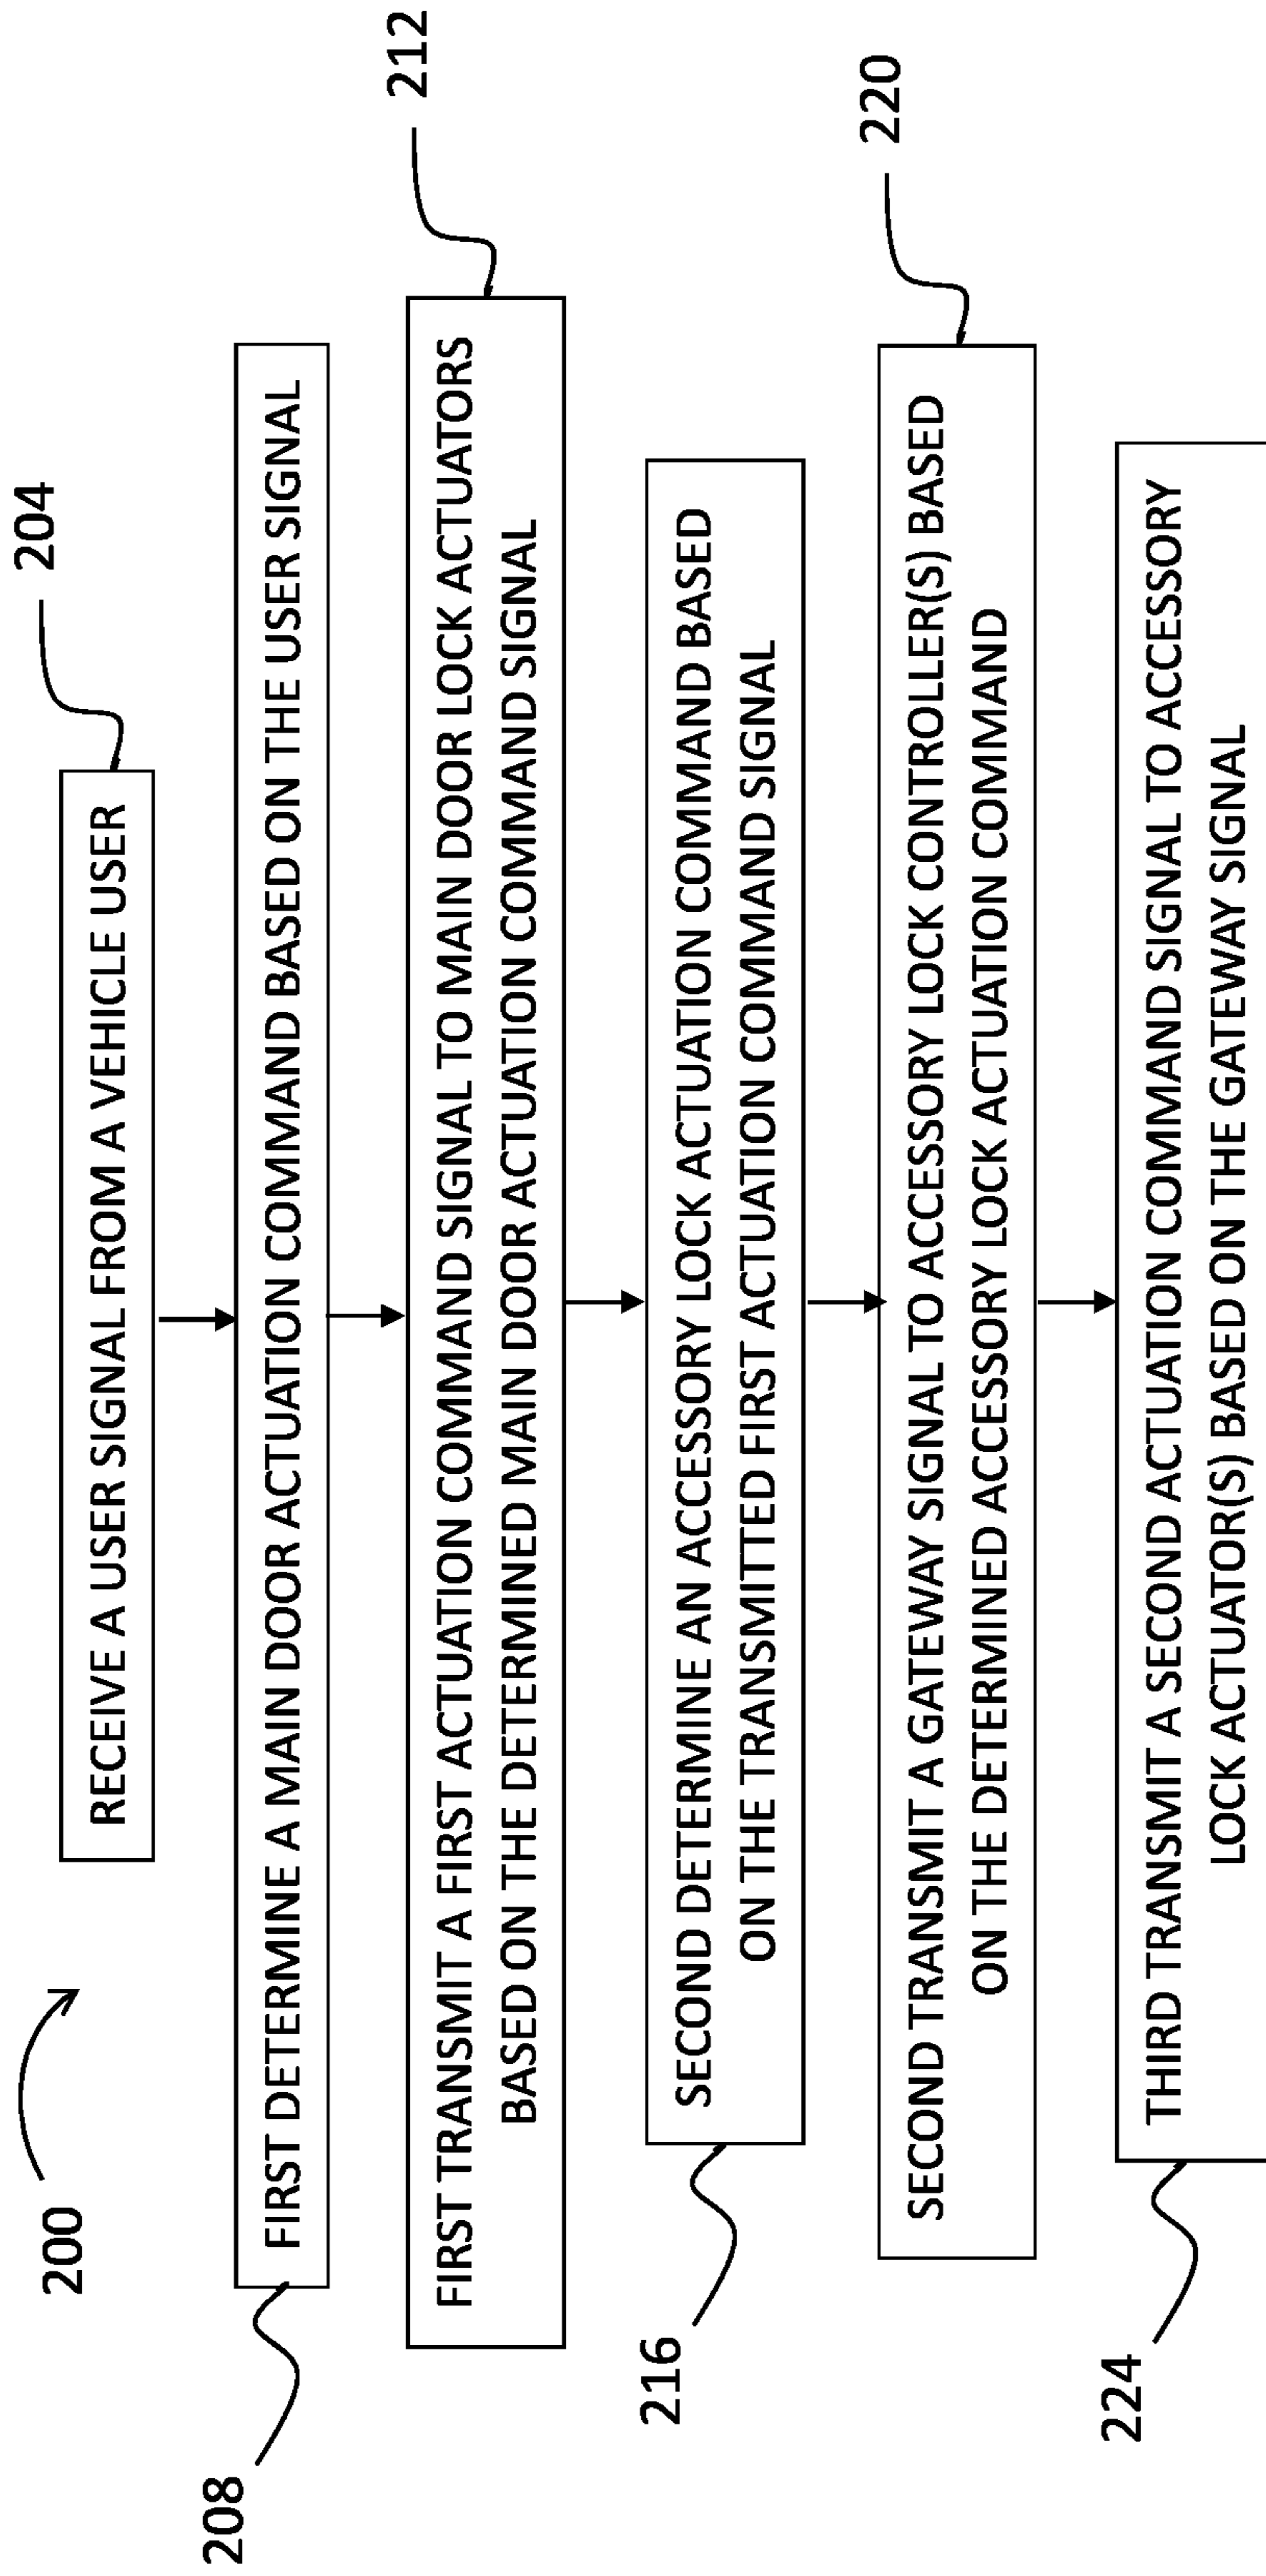 200
204
RECEIVE A USER SIGNAL FROM A VEHICLE USER
208
FIRST DETERMINE A MAIN DOOR ACTUATION COMMAND BASED ON THE USER SIGNAL
212
FIRST TRANSMIT A FIRST ACTUATION COMMAND SIGNAL TO MAIN DOOR LOCK ACTUATORS
BASED ON THE DETERMINED MAIN DOOR ACTUATION COMMAND SIGNAL
216
SECOND DETERMINE AN ACCESSORY LOCK ACTUATION COMMAND BASED
ON THE TRANSMITTED FIRST ACTUATION COMMAND SIGNAL
220
SECOND TRANSMIT A GATEWAY SIGNAL TO ACCESSORY LOCK CONTROLLER(S) BASED
ON THE DETERMINED ACCESSORY LOCK ACTUATION COMMAND
224
THIRD TRANSMIT A SECOND ACTUATION COMMAND SIGNAL TO ACCESSORY
LOCK ACTUATOR(S) BASED ON THE GATEWAY SIGNAL